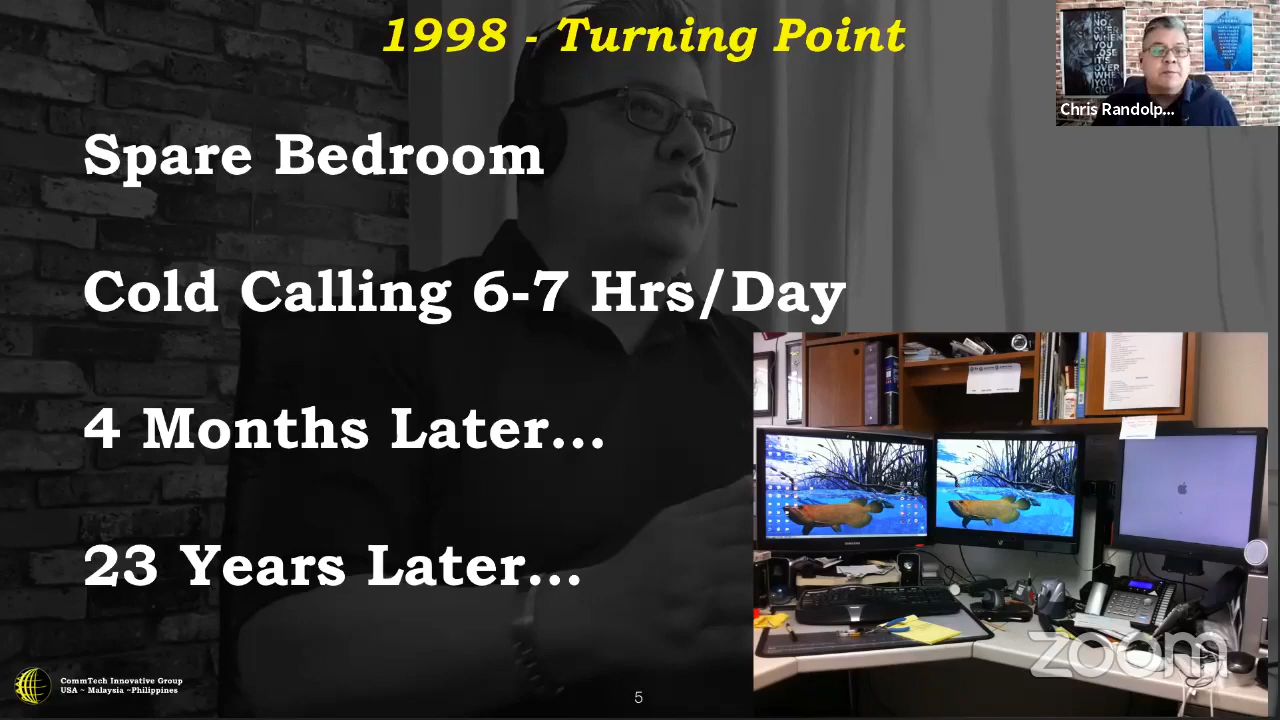 1998 - Turning Point
Chris Randolp...
Spare Bedroom
Cold Calling 6-7 Hrs/Day
4 Months Later...
23 Years Later...
zoom
CommTech Innovative Group
USA ~ Malaysia ~Philippines
5